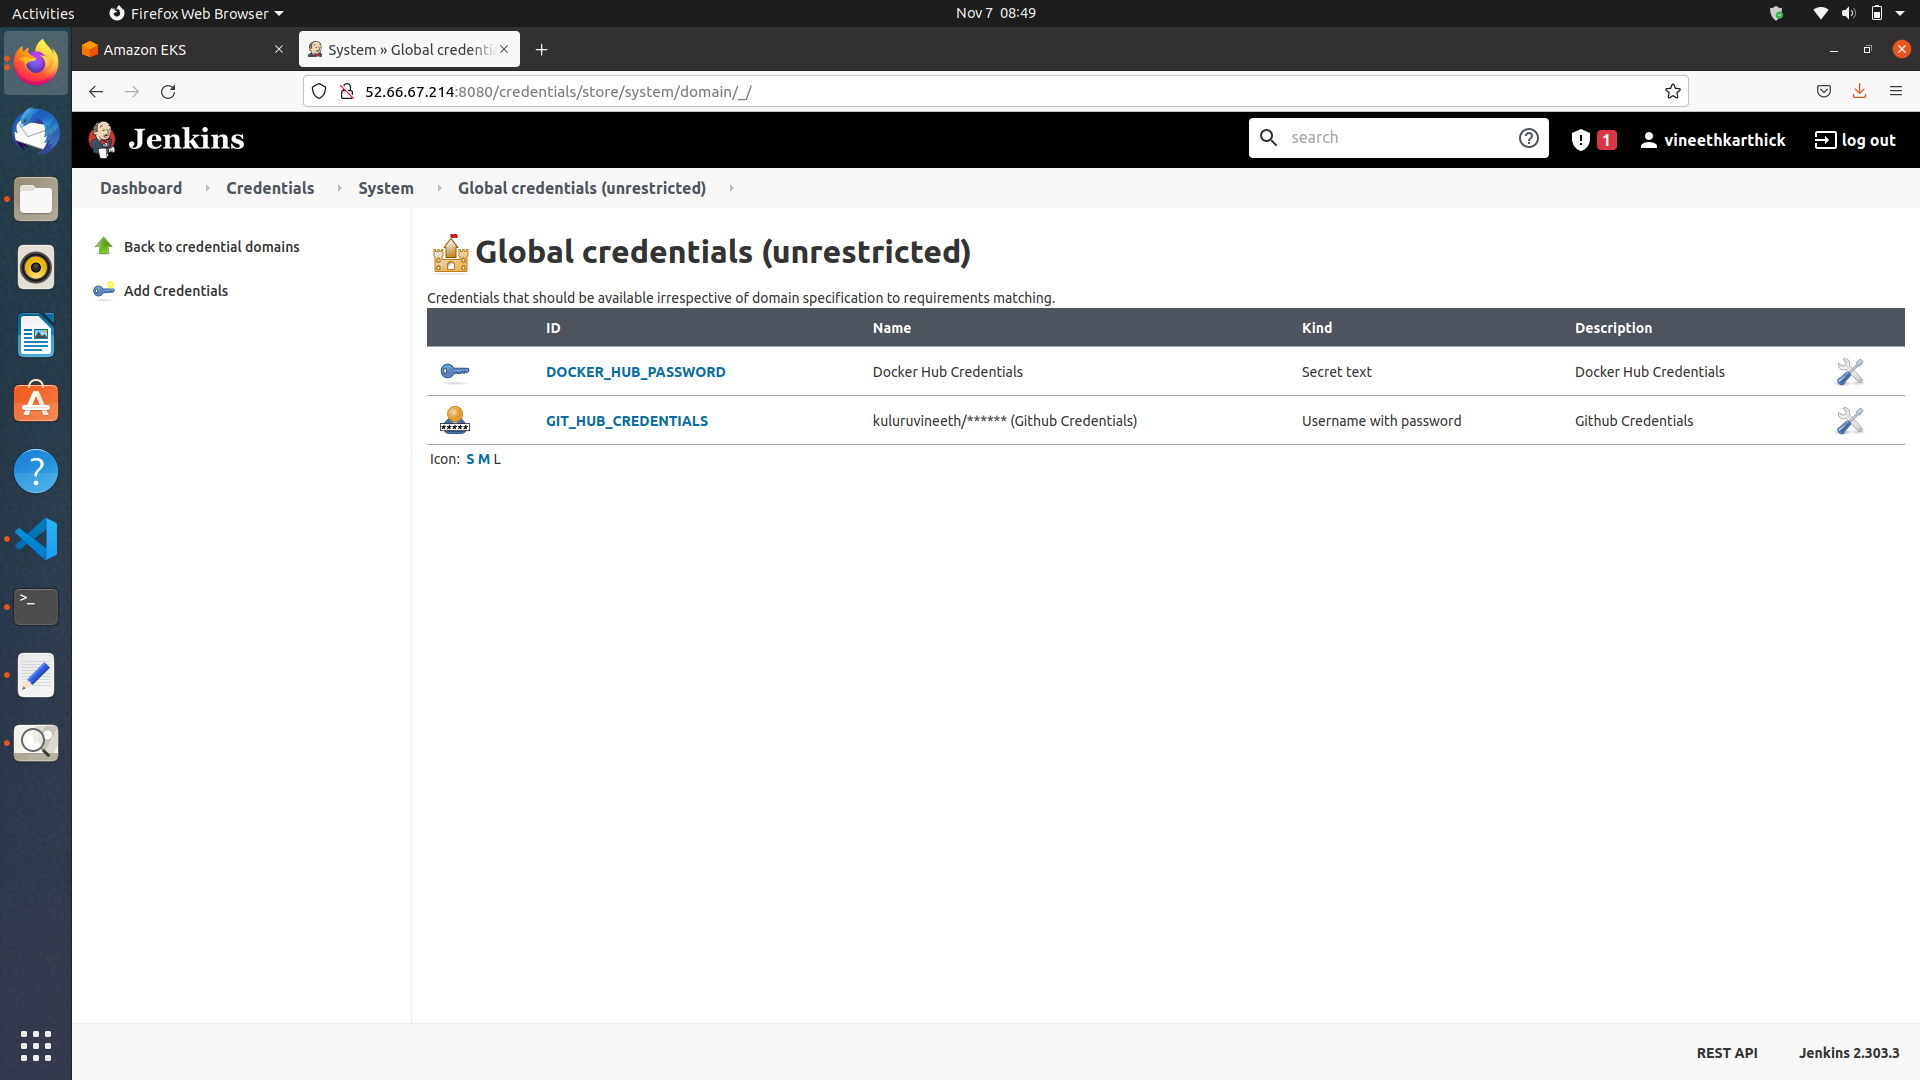 Activities Firefox Web Browser Nov 7 08:49
Amazon EKS System » Global credentia
52.66.67.214:8080/credentials/store/system/domain/_/
Jenkins search 1 vineethkarthick log out
Dashboard Credentials System Global credentials (unrestricted)
Back to credential domains
Add Credentials
Global credentials (unrestricted)
Credentials that should be available irrespective of domain specification to requirements matching.
ID Name Kind Description
DOCKER_HUB_PASSWORD Docker Hub Credentials Secret text Docker Hub Credentials
GIT_HUB_CREDENTIALS kuluruvineeth/****** (Github Credentials) Username with password Github Credentials
Icon: S M L
REST API Jenkins 2.303.3